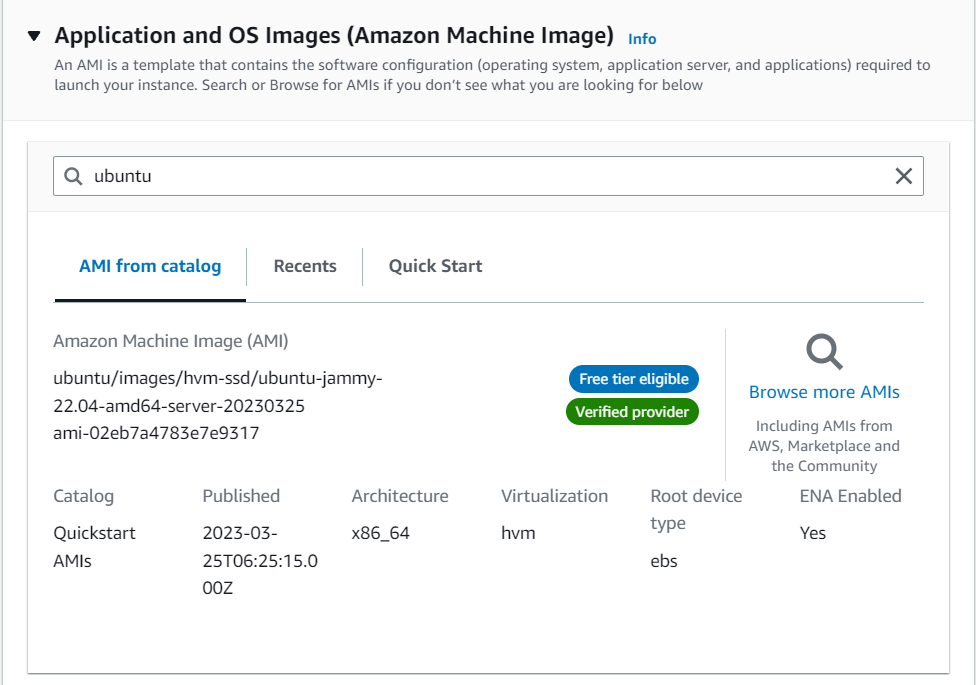 Application and OS Images (Amazon Machine Image) Info
An AMI is a template that contains the software configuration (operating system, application server, and applications) required to
launch your instance. Search or Browse for AMIs if you don’t see what you are looking for below
ubuntu
AMI from catalog
Recents
Quick Start
Amazon Machine Image (AMI)
ubuntu/images/hvm-ssd/ubuntu-jammy-
22.04-amd64-server-20230325
ami-02eb7a4783e7e9317
Free tier eligible
Verified provider
Browse more AMIs
Including AMIs from
AWS, Marketplace and
the Community
Catalog
Quickstart
AMIs
Published
2023-03-
25T06:25:15.0
00Z
Architecture
x86_64
Virtualization
hvm
Root device
type
ebs
ENA Enabled
Yes